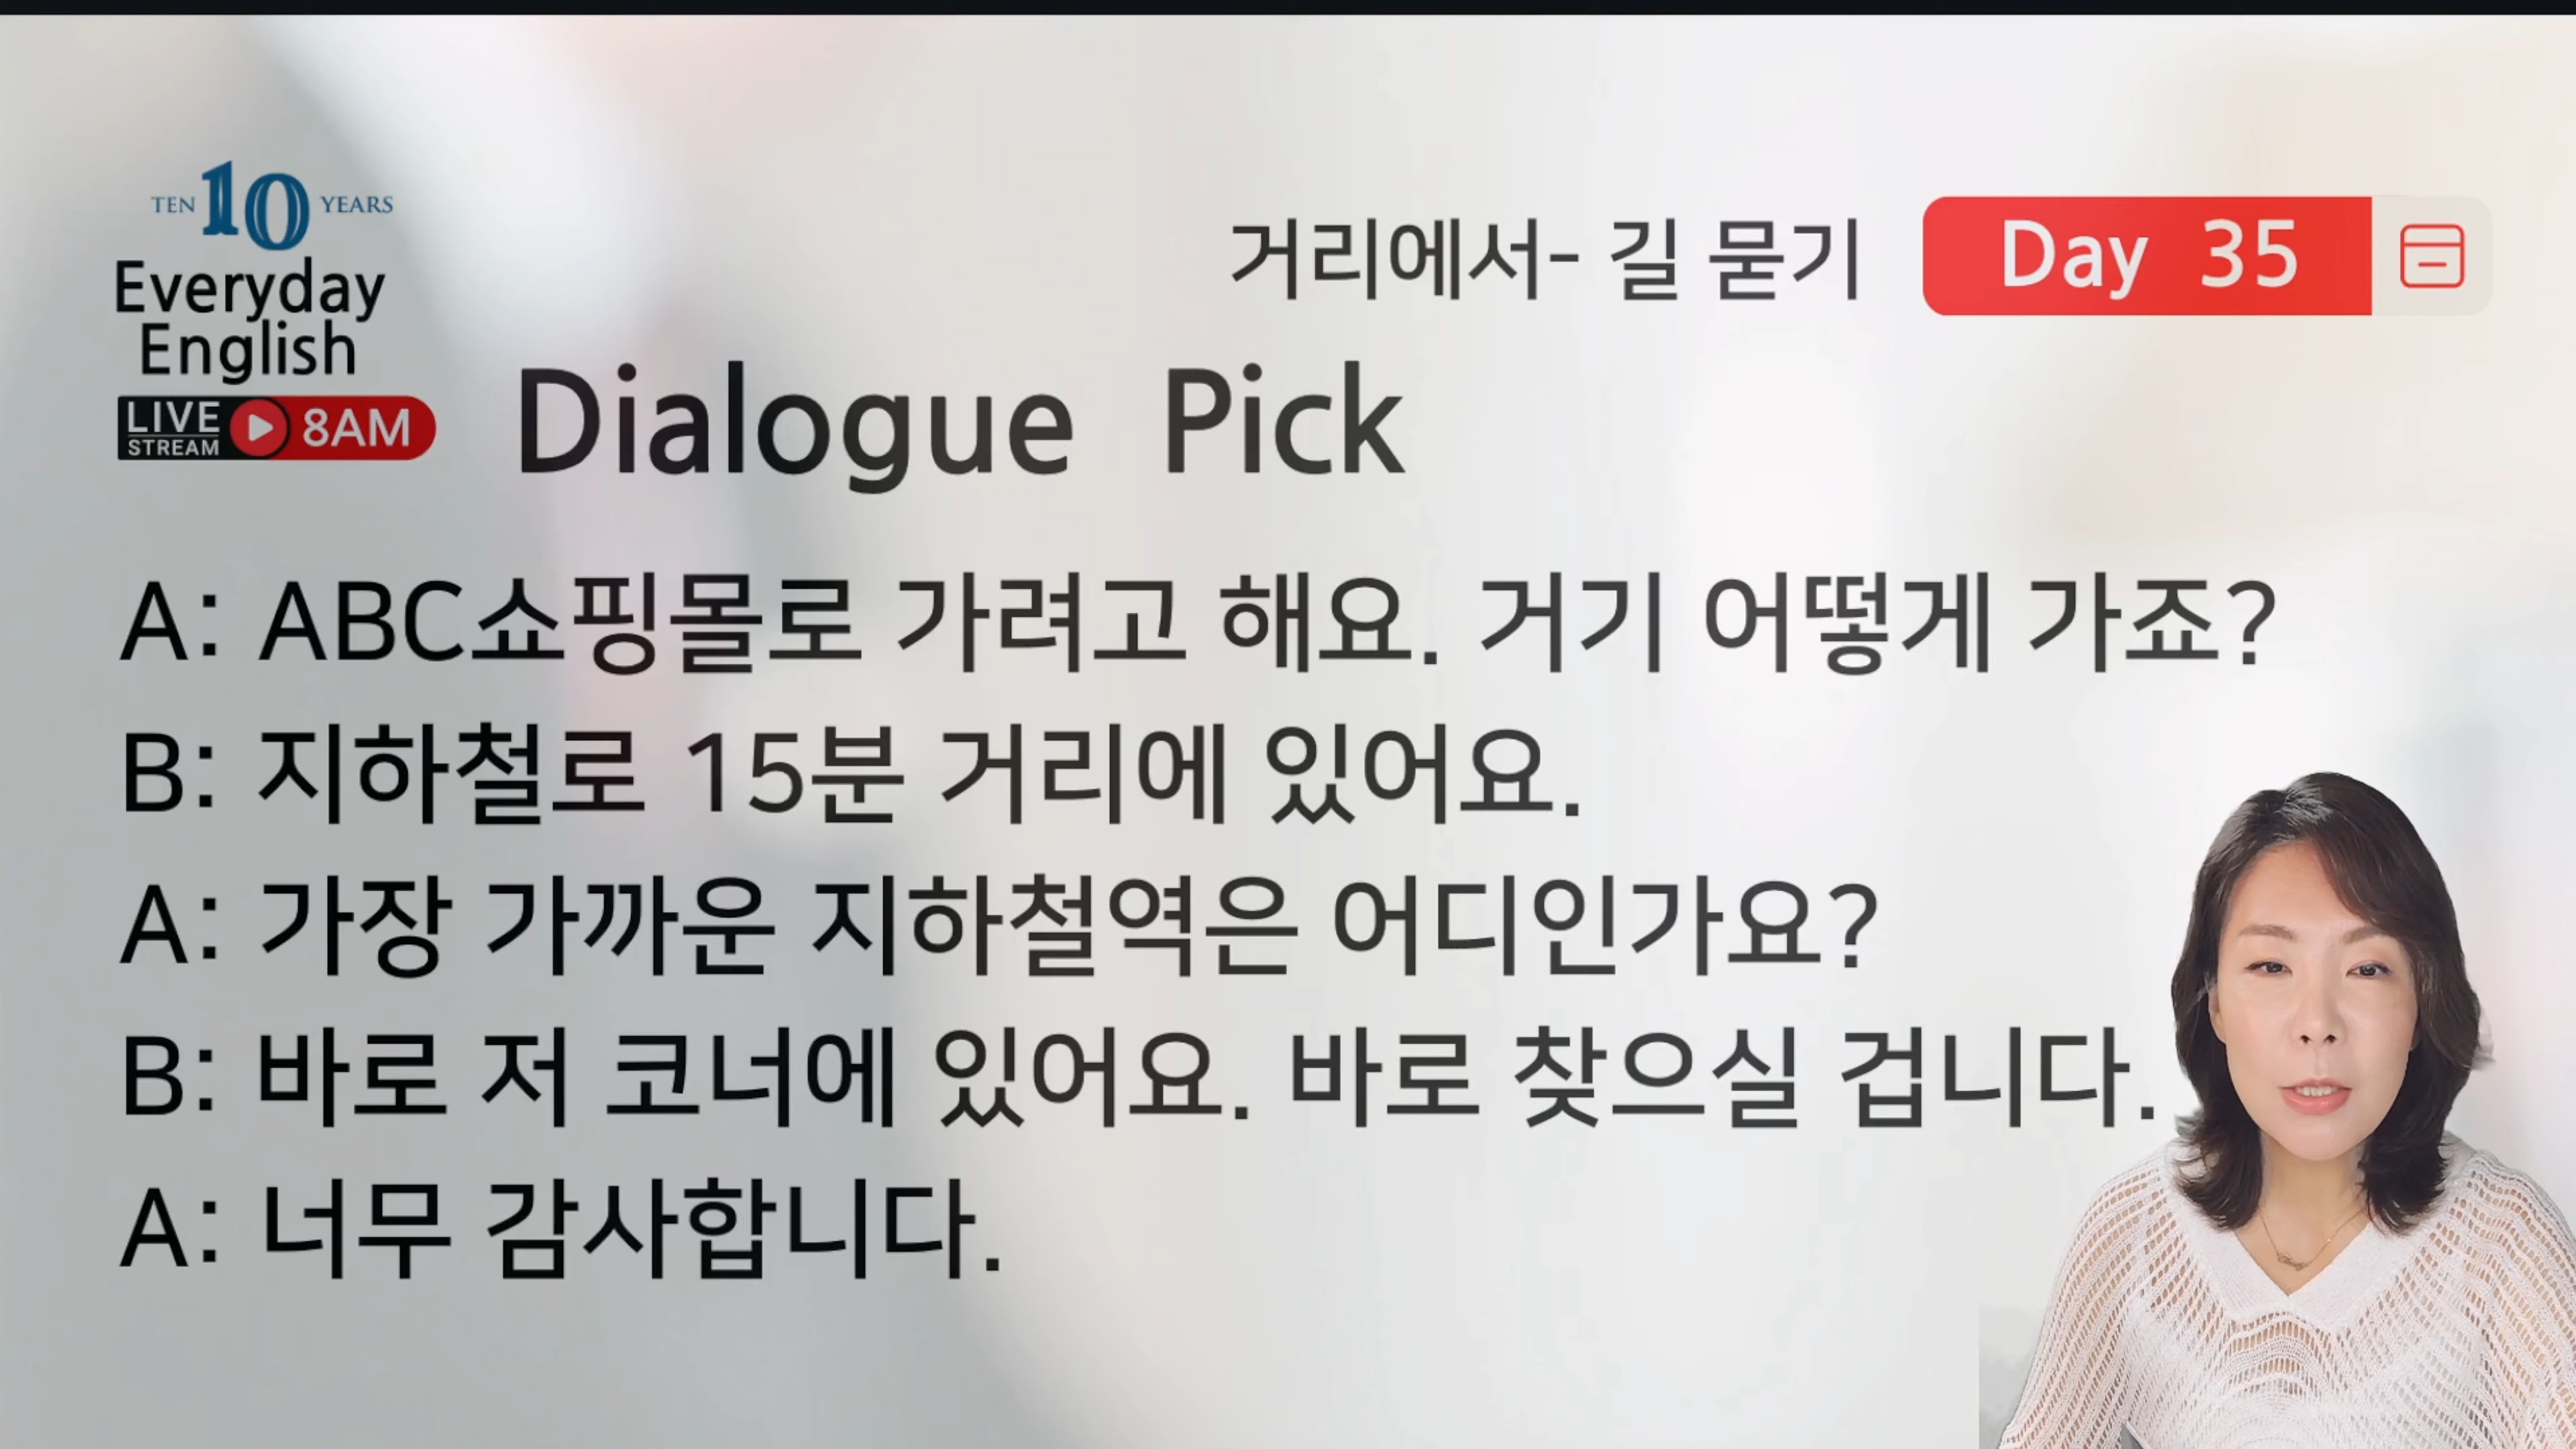 TEN 10 YEARS
Everyday
English
LIVE STREAM 8AM
거리에서- 길 묻기
Day 35
Dialogue Pick
A: ABC쇼핑몰로 가려고 해요. 거기 어떻게 가죠?
B: 지하철로 15분 거리에 있어요.
A: 가장 가까운 지하철역은 어디인가요?
B: 바로 저 코너에 있어요. 바로 찾으실 겁니다.
A: 너무 감사합니다.